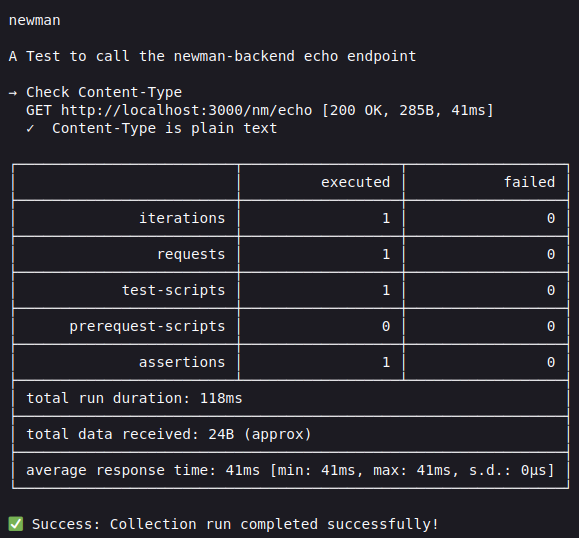 newman
A Test to call the newman-backend echo endpoint
→ Check Content-Type
GET http://localhost:3000/nm/echo [200 OK, 285B, 41ms]
✓ Content-Type is plain text
executed failed
iterations 1 0
requests 1 0
test-scripts 1 0
prerequest-scripts 0 0
assertions 1 0
total run duration: 118ms
total data received: 24B (approx)
average response time: 41ms [min: 41ms, max: 41ms, s.d.: 0µs]
✅ Success: Collection run completed successfully!